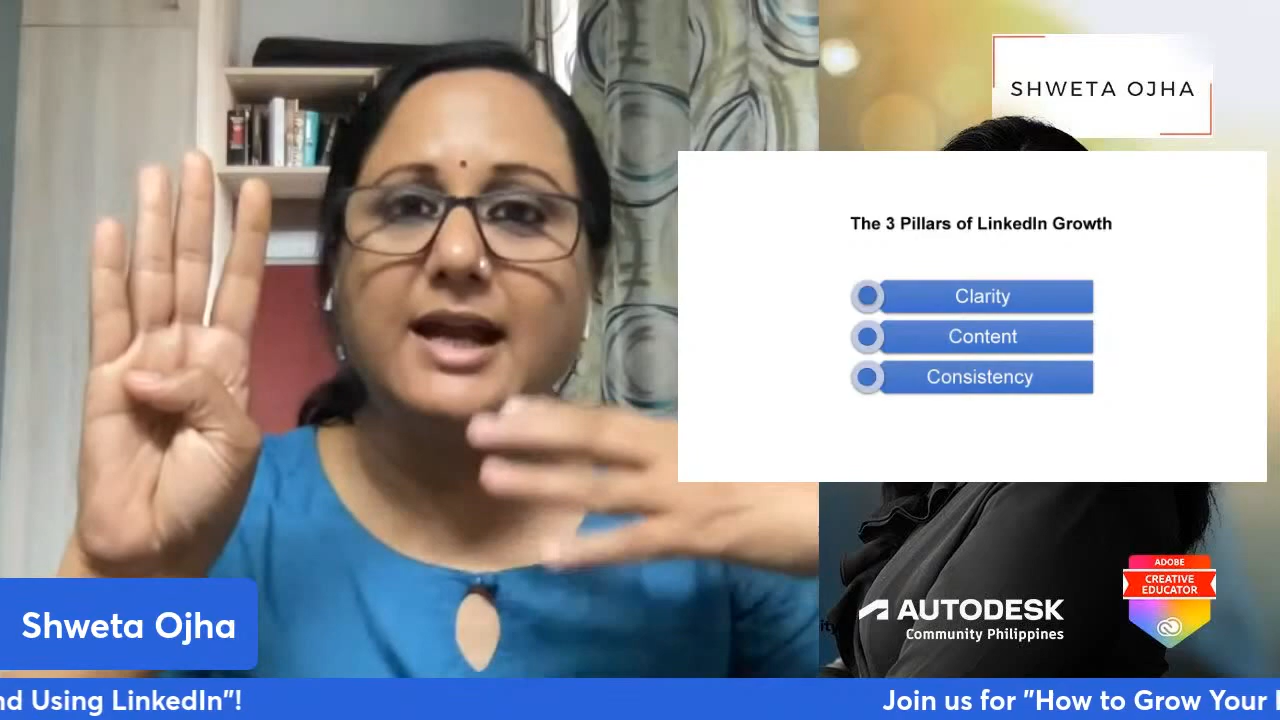 SHWETA OJHA
The 3 Pillars of LinkedIn Growth
Clarity
Content
Consistency
ADOBE
CREATIVE
EDUCATOR
AUTODESK
Community Philippines
Shweta Ojha
nd Using LinkedIn"!
Join us for "How to Grow Your